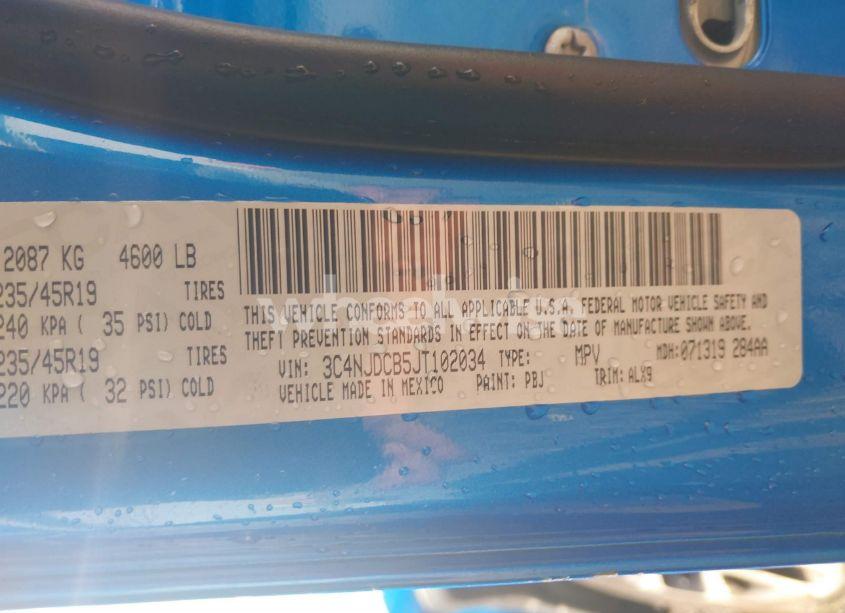 2087 KG 4600 LB
235/45R19 TIRES
240 KPA ( 35 PSI) COLD
235/45R19 TIRES
220 KPA ( 32 PSI) COLD
THIS VEHICLE CONFORMS TO ALL APPLICABLE U.S.A. FEDERAL MOTOR VEHICLE SAFETY AND
THEFT PREVENTION STANDARDS IN EFFECT ON THE DATE OF MANUFACTURE SHOWN ABOVE.
VIN: 3C4NJDCB5JT102034 TYPE: MPV MDH:071319 284AA
VEHICLE MADE IN MEXICO PAINT: PBJ TRIM: ALX9